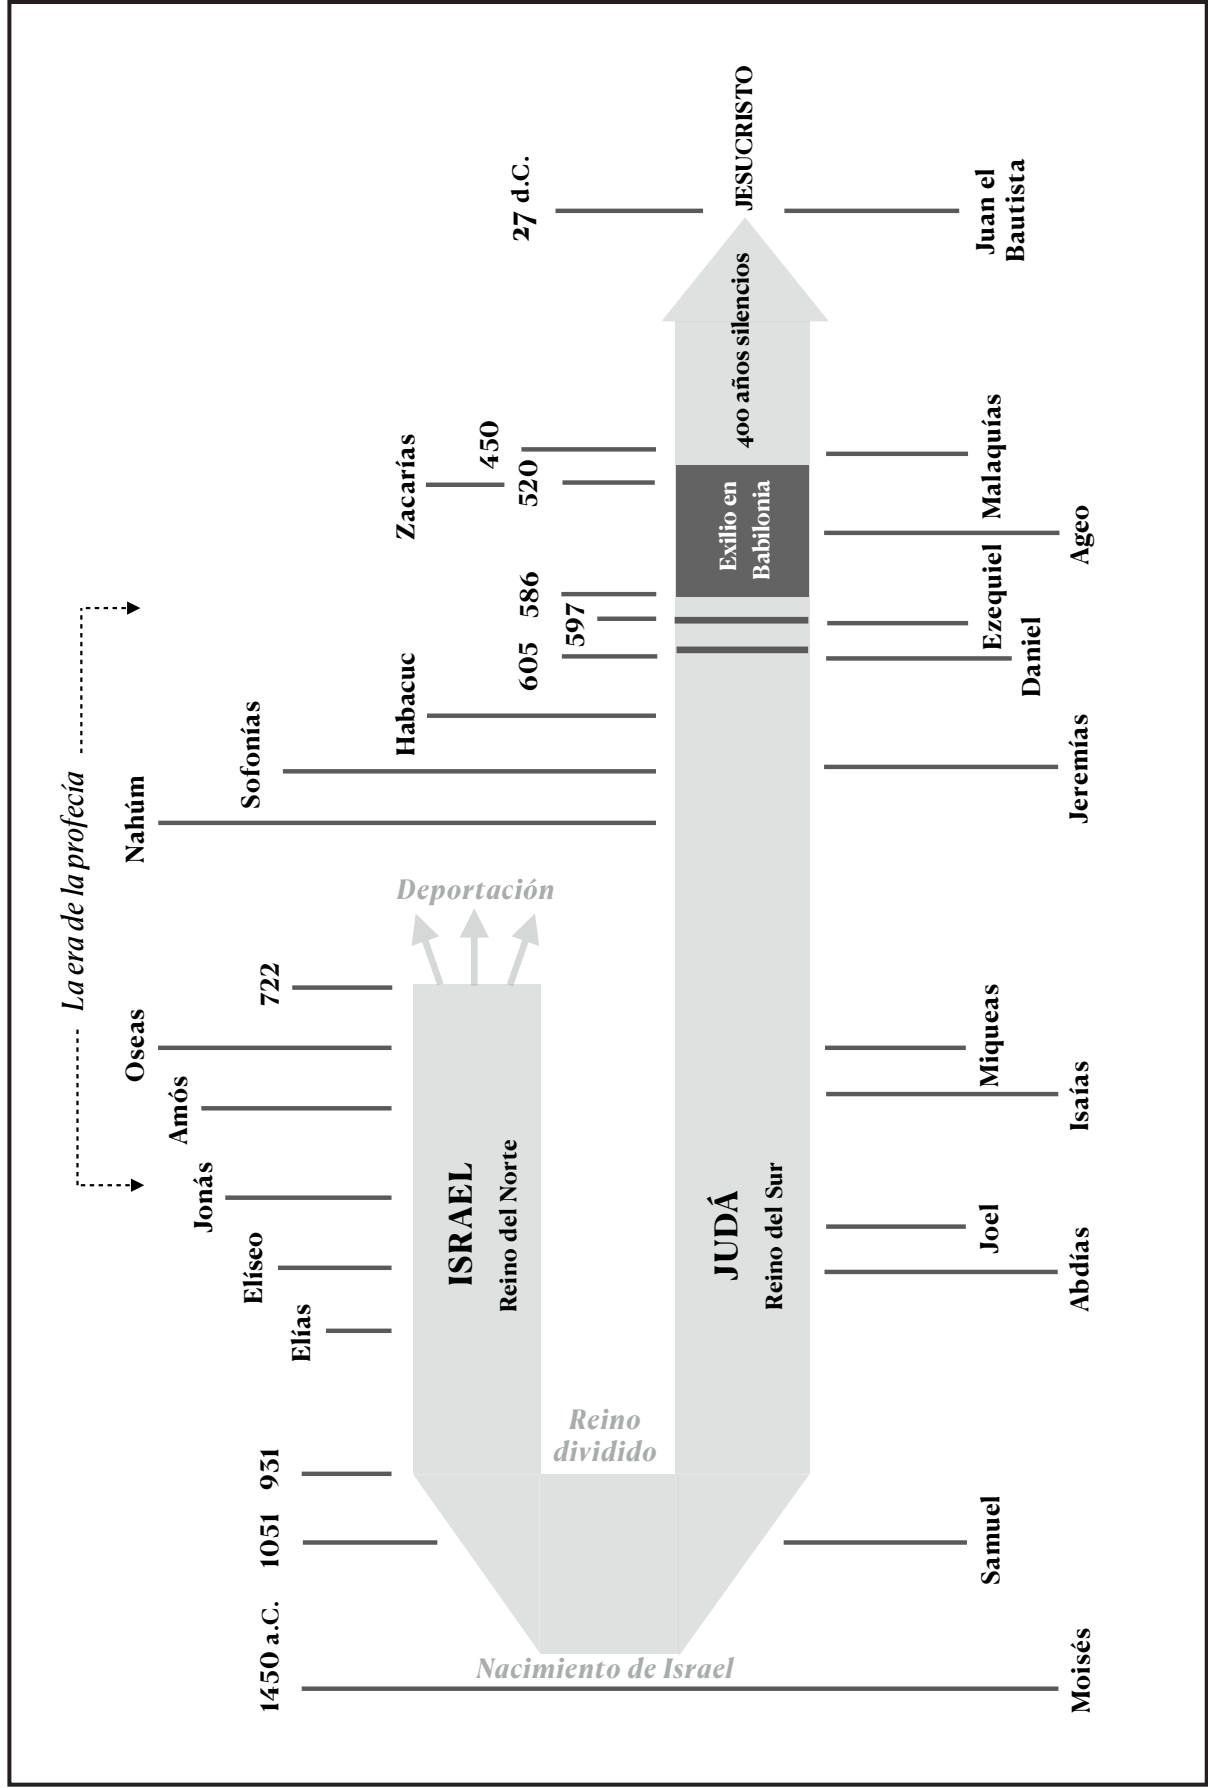 La era de la profecía
Nahúm
Oseas
Amós
Jonás
Sofonías
Elíseo
Elías
1450 a.C.
1051
931
722
Zacarías
Habacuc
Deportación
450
27 d.C.
605
586
520
597
ISRAEL
Reino del Norte
Reino
dividido
Nacimiento de Israel
JUDÁ
Reino del Sur
Exilio en
Babilonia
400 años silencios
JESUCRISTO
Samuel
Joel
Miqueas
Ezequiel
Malaquías
Juan el
Bautista
Daniel
Moisés
Abdías
Isaías
Jeremías
Ageo